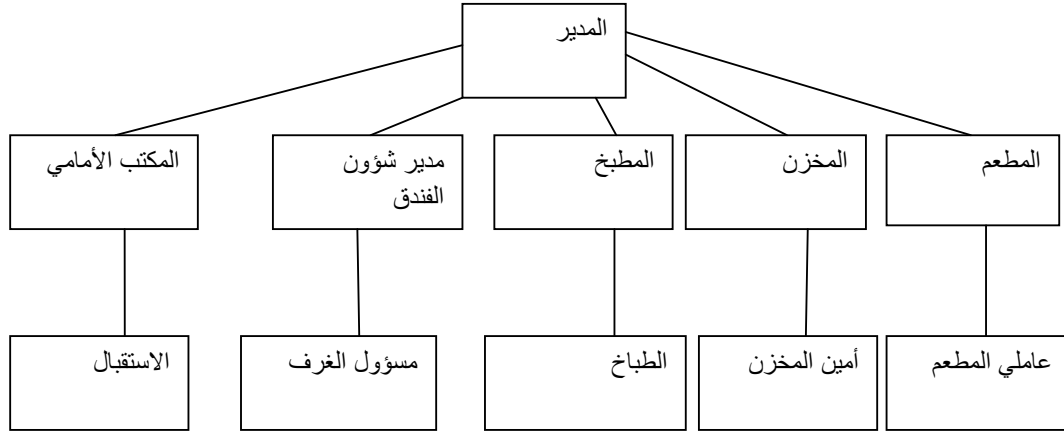 المدير
المطعم
المخزن
المطبخ
مدير شؤون
الفندق
المكتب الأمامي
عاملي المطعم
أمين المخزن
الطباخ
مسؤول الغرف
الاستقبال